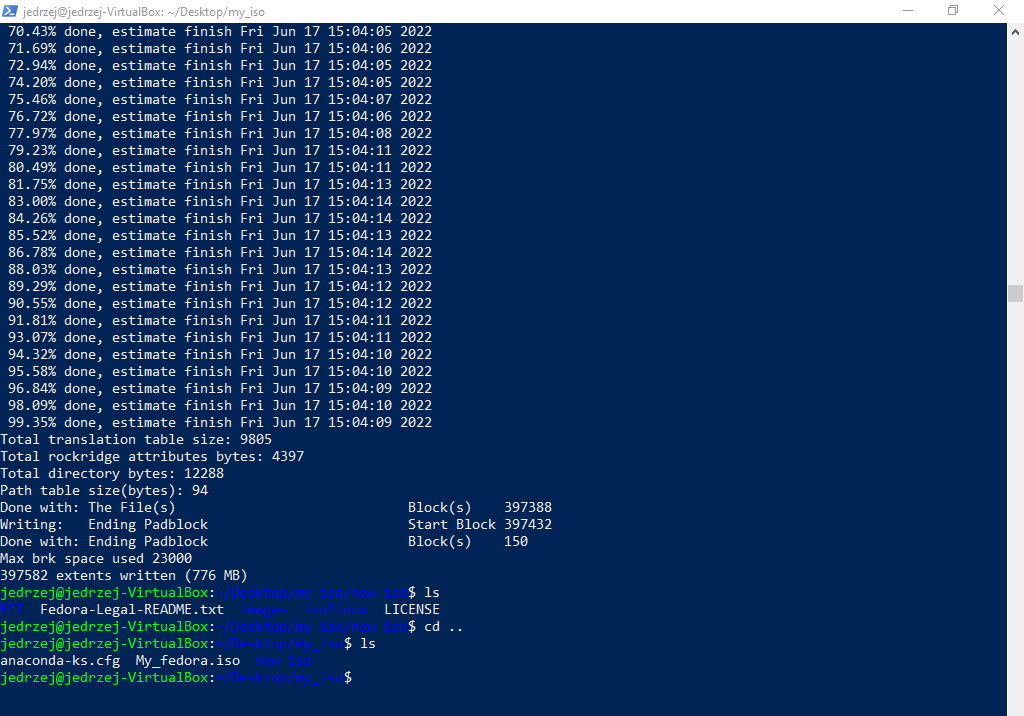 jedrzej@jedrzej-VirtualBox: ~/Desktop/my_iso
70.43% done, estimate finish Fri Jun 17 15:04:05 2022
71.69% done, estimate finish Fri Jun 17 15:04:06 2022
72.94% done, estimate finish Fri Jun 17 15:04:05 2022
74.20% done, estimate finish Fri Jun 17 15:04:05 2022
75.46% done, estimate finish Fri Jun 17 15:04:07 2022
76.72% done, estimate finish Fri Jun 17 15:04:06 2022
77.97% done, estimate finish Fri Jun 17 15:04:08 2022
79.23% done, estimate finish Fri Jun 17 15:04:11 2022
80.49% done, estimate finish Fri Jun 17 15:04:11 2022
81.75% done, estimate finish Fri Jun 17 15:04:13 2022
83.00% done, estimate finish Fri Jun 17 15:04:14 2022
84.26% done, estimate finish Fri Jun 17 15:04:14 2022
85.52% done, estimate finish Fri Jun 17 15:04:13 2022
86.78% done, estimate finish Fri Jun 17 15:04:14 2022
88.03% done, estimate finish Fri Jun 17 15:04:13 2022
89.29% done, estimate finish Fri Jun 17 15:04:12 2022
90.55% done, estimate finish Fri Jun 17 15:04:12 2022
91.81% done, estimate finish Fri Jun 17 15:04:11 2022
93.07% done, estimate finish Fri Jun 17 15:04:11 2022
94.32% done, estimate finish Fri Jun 17 15:04:10 2022
95.58% done, estimate finish Fri Jun 17 15:04:10 2022
96.84% done, estimate finish Fri Jun 17 15:04:09 2022
98.09% done, estimate finish Fri Jun 17 15:04:10 2022
99.35% done, estimate finish Fri Jun 17 15:04:09 2022
Total translation table size: 9805
Total rockridge attributes bytes: 4397
Total directory bytes: 12288
Path table size(bytes): 94
Done with: The File(s) Block(s) 397388
Writing: Ending Padblock Start Block 397432
Done with: Ending Padblock Block(s) 150
Max brk space used 23000
397582 extents written (776 MB)
jedrzej@jedrzej-VirtualBox:~/Desktop/my_iso/new_iso$ ls
EFI Fedora-Legal-README.txt images isolinux LICENSE
jedrzej@jedrzej-VirtualBox:~/Desktop/my_iso/new_iso$ cd ..
jedrzej@jedrzej-VirtualBox:~/Desktop/my_iso$ ls
anaconda-ks.cfg My_fedora.iso new_iso
jedrzej@jedrzej-VirtualBox:~/Desktop/my_iso$